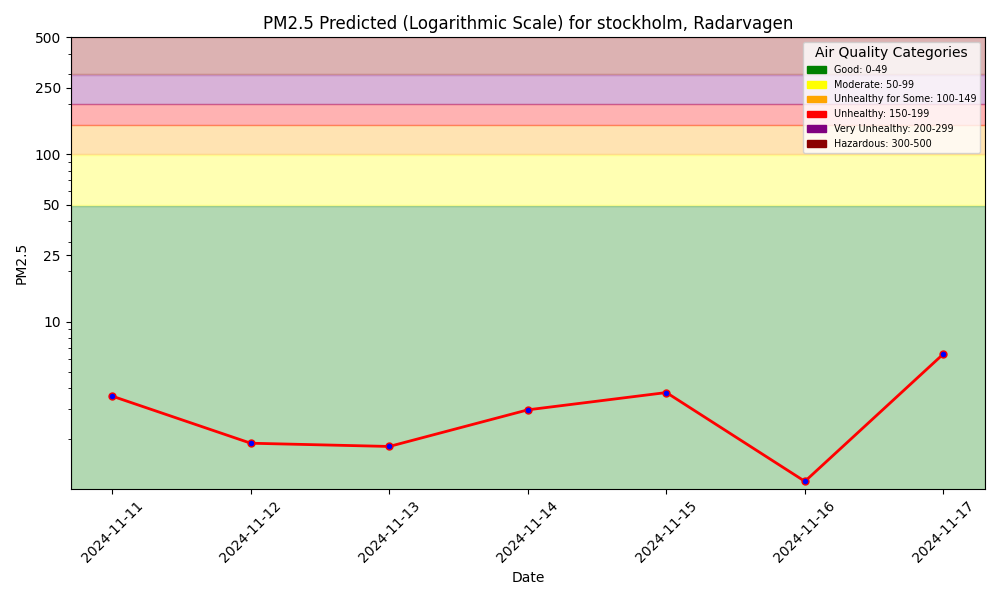 PM2.5 Predicted (Logarithmic Scale) for stockholm, Radarvagen
500
250
100
50
25
10
PM2.5
Air Quality Categories
Good: 0-49
Moderate: 50-99
Unhealthy for Some: 100-149
Unhealthy: 150-199
Very Unhealthy: 200-299
Hazardous: 300-500
2024-11-11
2024-11-12
2024-11-13
2024-11-14
2024-11-15
2024-11-16
2024-11-17
Date